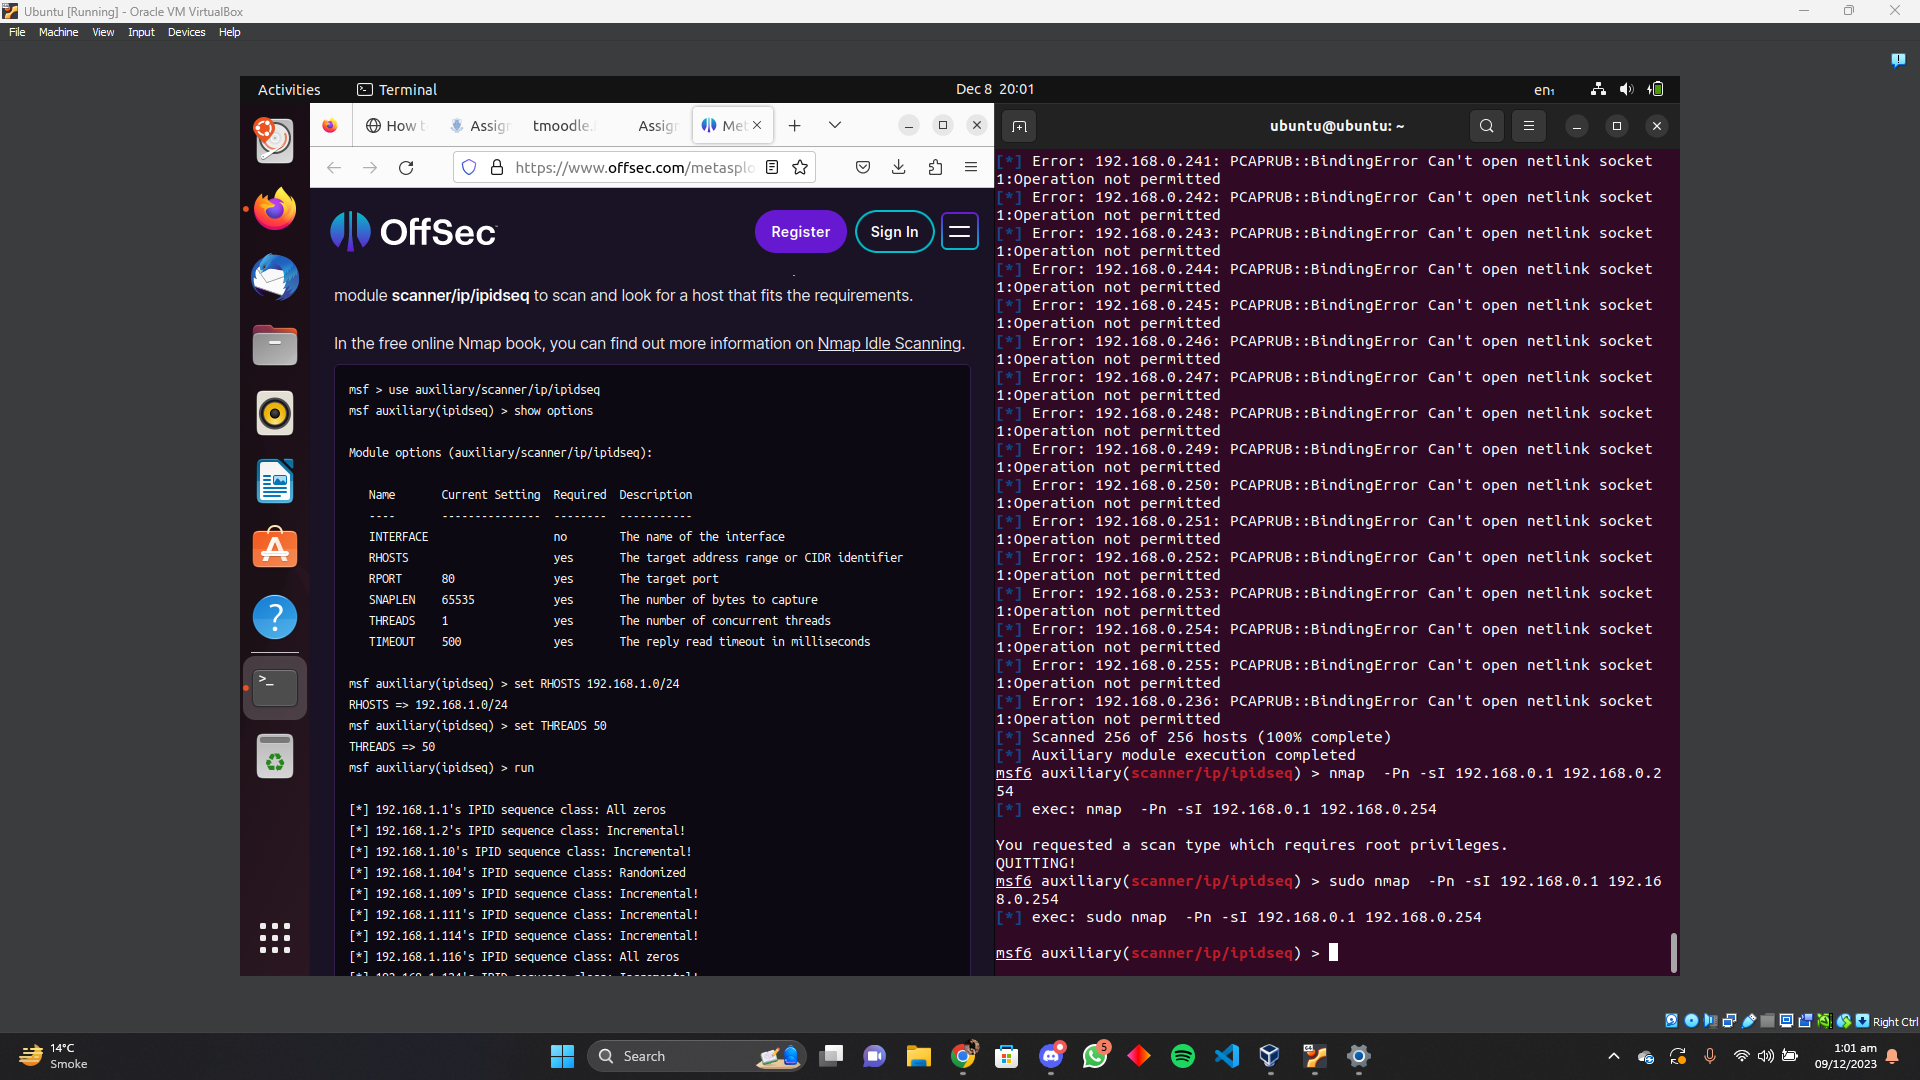 Ubuntu [Running] - Oracle VM VirtualBox
File Machine View Input Devices Help
Activities
Terminal
Dec 8 20:01
en₁
How t
Assign
tmoodle.
Assign
Met
https://www.offsec.com/metasplo
OffSec
Register
Sign In
module scanner/ip/ipidseq to scan and look for a host that fits the requirements.
In the free online Nmap book, you can find out more information on Nmap Idle Scanning.
msf > use auxiliary/scanner/ip/ipidseq
msf auxiliary(ipidseq) > show options
Module options (auxiliary/scanner/ip/ipidseq):
Name Current Setting Required Description
---- --------------- -------- -----------
INTERFACE no The name of the interface
RHOSTS yes The target address range or CIDR identifier
RPORT 80 yes The target port
SNAPLEN 65535 yes The number of bytes to capture
THREADS 1 yes The number of concurrent threads
TIMEOUT 500 yes The reply read timeout in milliseconds
msf auxiliary(ipidseq) > set RHOSTS 192.168.1.0/24
RHOSTS => 192.168.1.0/24
msf auxiliary(ipidseq) > set THREADS 50
THREADS => 50
msf auxiliary(ipidseq) > run
[*] 192.168.1.1's IPID sequence class: All zeros
[*] 192.168.1.2's IPID sequence class: Incremental!
[*] 192.168.1.10's IPID sequence class: Incremental!
[*] 192.168.1.104's IPID sequence class: Randomized
[*] 192.168.1.109's IPID sequence class: Incremental!
[*] 192.168.1.111's IPID sequence class: Incremental!
[*] 192.168.1.114's IPID sequence class: Incremental!
[*] 192.168.1.116's IPID sequence class: All zeros
ubuntu@ubuntu: ~
[*] Error: 192.168.0.241: PCAPRUB::BindingError Can't open netlink socket
1:Operation not permitted
[*] Error: 192.168.0.242: PCAPRUB::BindingError Can't open netlink socket
1:Operation not permitted
[*] Error: 192.168.0.243: PCAPRUB::BindingError Can't open netlink socket
1:Operation not permitted
[*] Error: 192.168.0.244: PCAPRUB::BindingError Can't open netlink socket
1:Operation not permitted
[*] Error: 192.168.0.245: PCAPRUB::BindingError Can't open netlink socket
1:Operation not permitted
[*] Error: 192.168.0.246: PCAPRUB::BindingError Can't open netlink socket
1:Operation not permitted
[*] Error: 192.168.0.247: PCAPRUB::BindingError Can't open netlink socket
1:Operation not permitted
[*] Error: 192.168.0.248: PCAPRUB::BindingError Can't open netlink socket
1:Operation not permitted
[*] Error: 192.168.0.249: PCAPRUB::BindingError Can't open netlink socket
1:Operation not permitted
[*] Error: 192.168.0.250: PCAPRUB::BindingError Can't open netlink socket
1:Operation not permitted
[*] Error: 192.168.0.251: PCAPRUB::BindingError Can't open netlink socket
1:Operation not permitted
[*] Error: 192.168.0.252: PCAPRUB::BindingError Can't open netlink socket
1:Operation not permitted
[*] Error: 192.168.0.253: PCAPRUB::BindingError Can't open netlink socket
1:Operation not permitted
[*] Error: 192.168.0.254: PCAPRUB::BindingError Can't open netlink socket
1:Operation not permitted
[*] Error: 192.168.0.255: PCAPRUB::BindingError Can't open netlink socket
1:Operation not permitted
[*] Error: 192.168.0.236: PCAPRUB::BindingError Can't open netlink socket
1:Operation not permitted
[*] Scanned 256 of 256 hosts (100% complete)
[*] Auxiliary module execution completed
msf6 auxiliary(scanner/ip/ipidseq) > nmap  -Pn -sI 192.168.0.1 192.168.0.2
54
[*] exec: nmap  -Pn -sI 192.168.0.1 192.168.0.254
You requested a scan type which requires root privileges.
QUITTING!
msf6 auxiliary(scanner/ip/ipidseq) > sudo nmap  -Pn -sI 192.168.0.1 192.16
8.0.254
[*] exec: sudo nmap  -Pn -sI 192.168.0.1 192.168.0.254
msf6 auxiliary(scanner/ip/ipidseq) >
Right Ctrl
14°C
Smoke
Search
5
1:01 am
09/12/2023